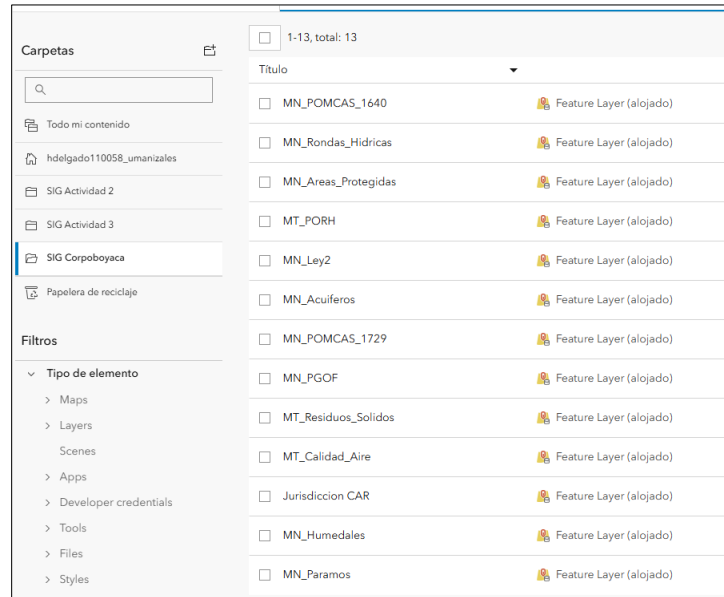 Carpetas
Todo mi contenido
hdelgado110058_umanizales
SIG Actividad 2
SIG Actividad 3
SIG Corpoboyaca
Papelera de reciclaje
Filtros
Tipo de elemento
Maps
Layers
Scenes
Apps
Developer credentials
Tools
Files
Styles
1-13, total: 13
Título
MN_POMCAS_1640 Feature Layer (alojado)
MN_Rondas_Hidricas Feature Layer (alojado)
MN_Areas_Protegidas Feature Layer (alojado)
MT_PORH Feature Layer (alojado)
MN_Ley2 Feature Layer (alojado)
MN_Acuiferos Feature Layer (alojado)
MN_POMCAS_1729 Feature Layer (alojado)
MN_PGOF Feature Layer (alojado)
MT_Residuos_Solidos Feature Layer (alojado)
MT_Calidad_Aire Feature Layer (alojado)
Jurisdiccion CAR Feature Layer (alojado)
MN_Humedales Feature Layer (alojado)
MN_Paramos Feature Layer (alojado)